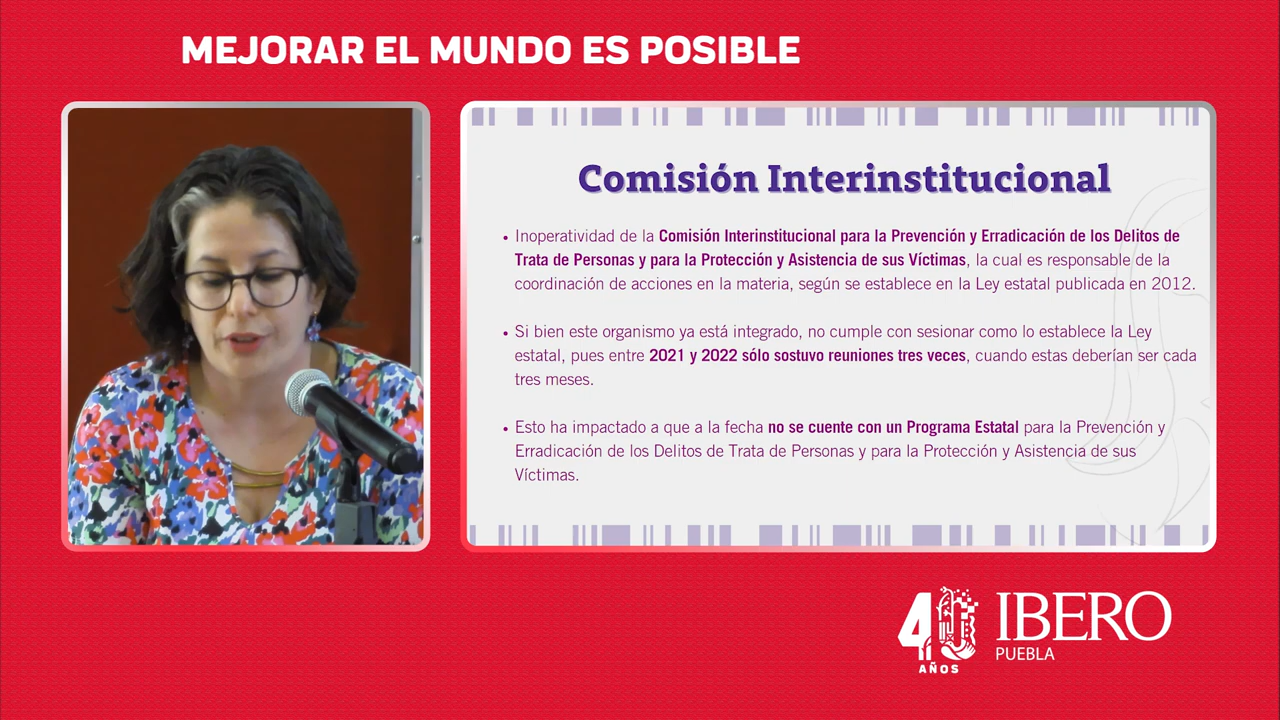 MEJORAR EL MUNDO ES POSIBLE
Comisión Interinstitucional
• Inoperatividad de la Comisión Interinstitucional para la Prevención y Erradicación de los Delitos de
Trata de Personas y para la Protección y Asistencia de sus Víctimas, la cual es responsable de la
coordinación de acciones en la materia, según se establece en la Ley estatal publicada en 2012.
• Si bien este organismo ya está integrado, no cumple con sesionar como lo establece la Ley
estatal, pues entre 2021 y 2022 sólo sostuvo reuniones tres veces, cuando estas deberían ser cada
tres meses.
• Esto ha impactado a que a la fecha no se cuente con un Programa Estatal para la Prevención y
Erradicación de los Delitos de Trata de Personas y para la Protección y Asistencia de sus
Víctimas.
40
AÑOS
IBERO
PUEBLA